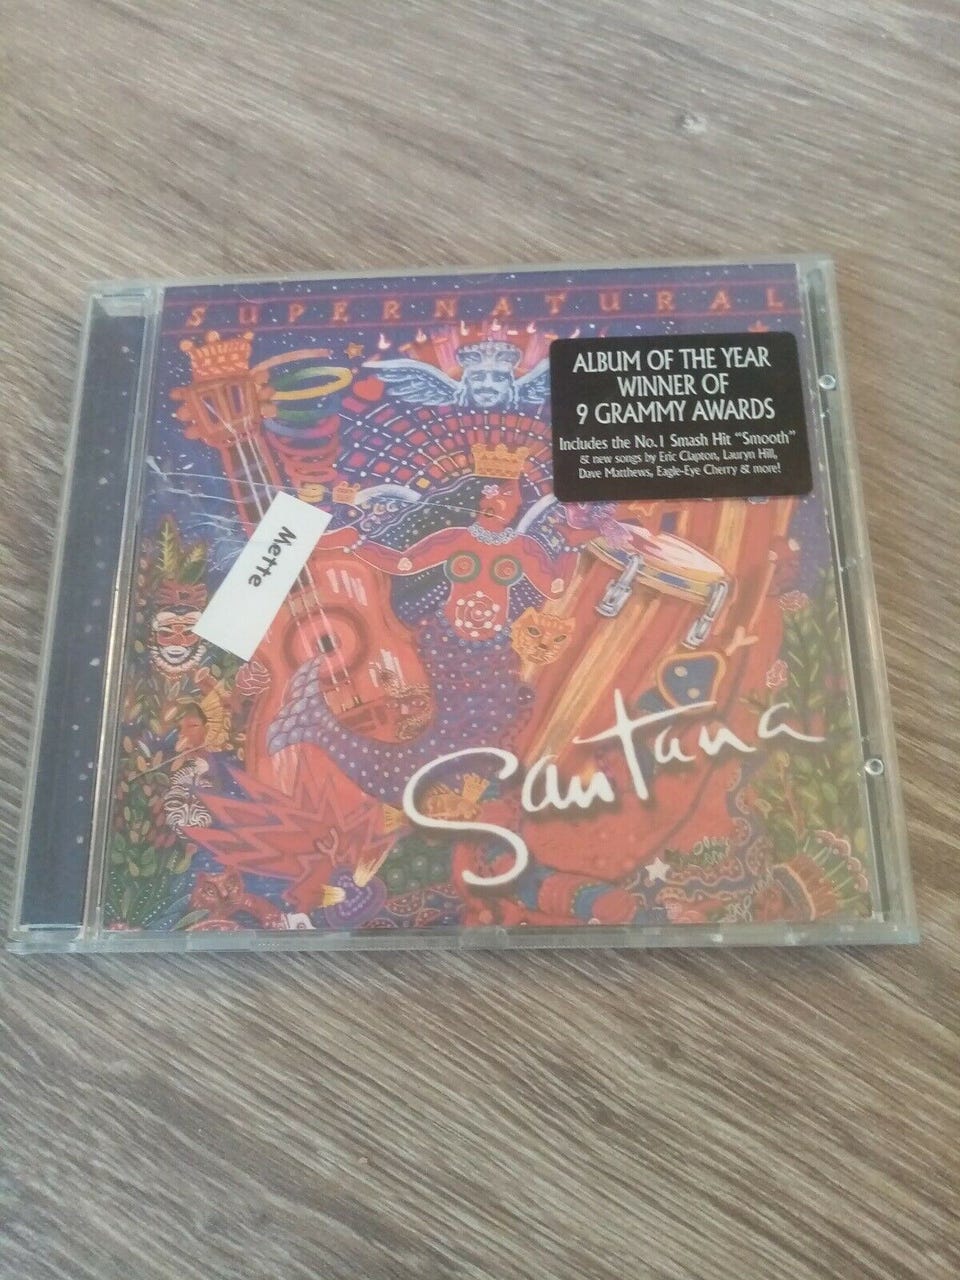 SUPERNATURAL
ALBUM OF THE YEAR
WINNER OF
9 GRAMMY AWARDS
Includes the No.1 Smash Hit "Smooth"
& new songs by Eric Clapton, Lauryn Hill,
Dave Matthews, Eagle-Eye Cherry & more!
Mette
Santana